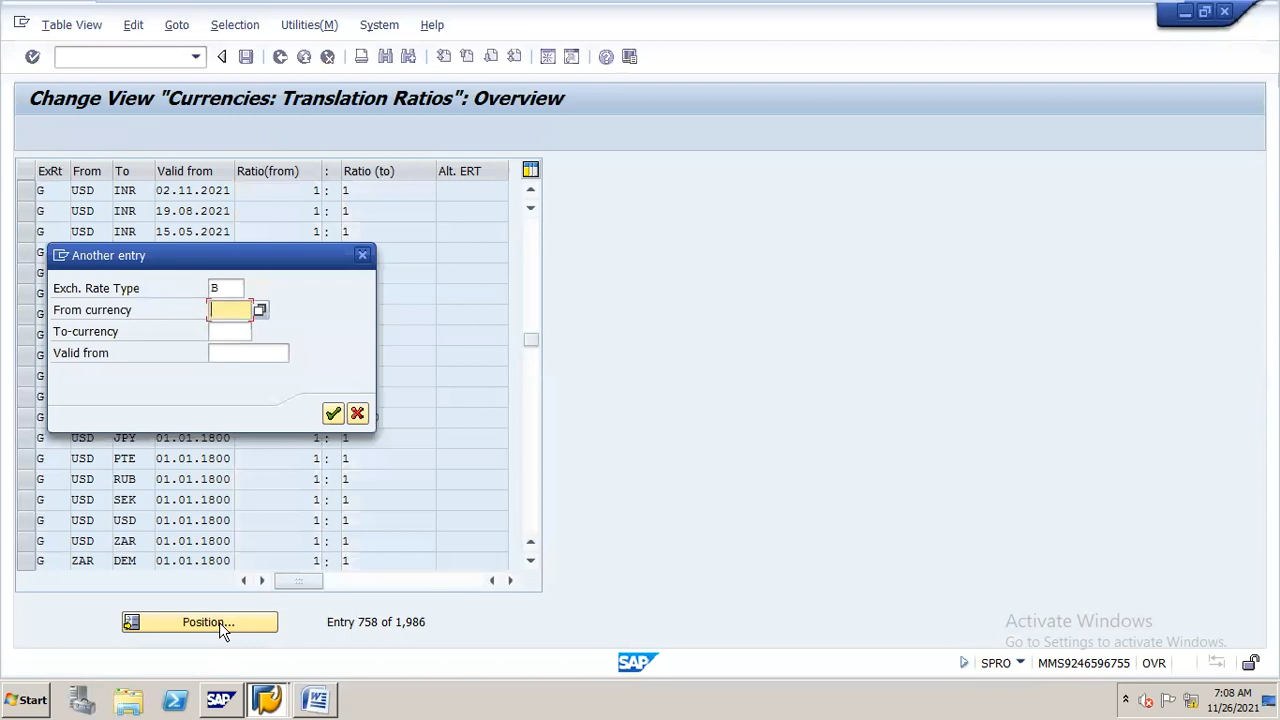 Table View Edit Goto Selection Utilities(M) System Help
Change View "Currencies: Translation Ratios": Overview
ExRt From To Valid from Ratio(from) : Ratio (to) Alt. ERT
G USD INR 02.11.2021 1 : 1
G USD INR 19.08.2021 1 : 1
G USD INR 15.05.2021 1 : 1
Another entry
Exch. Rate Type B
From currency
To-currency
Valid from
G USD JPY 01.01.1800 1 : 1
G USD PTE 01.01.1800 1 : 1
G USD RUB 01.01.1800 1 : 1
G USD SEK 01.01.1800 1 : 1
G USD USD 01.01.1800 1 : 1
G USD ZAR 01.01.1800 1 : 1
G ZAR DEM 01.01.1800 1 : 1
Position... Entry 758 of 1,986
Activate Windows
Go to Settings to activate Windows.
SAP SPRO MMS9246596755 OVR
Start SAP 7:08 AM
11/26/2021